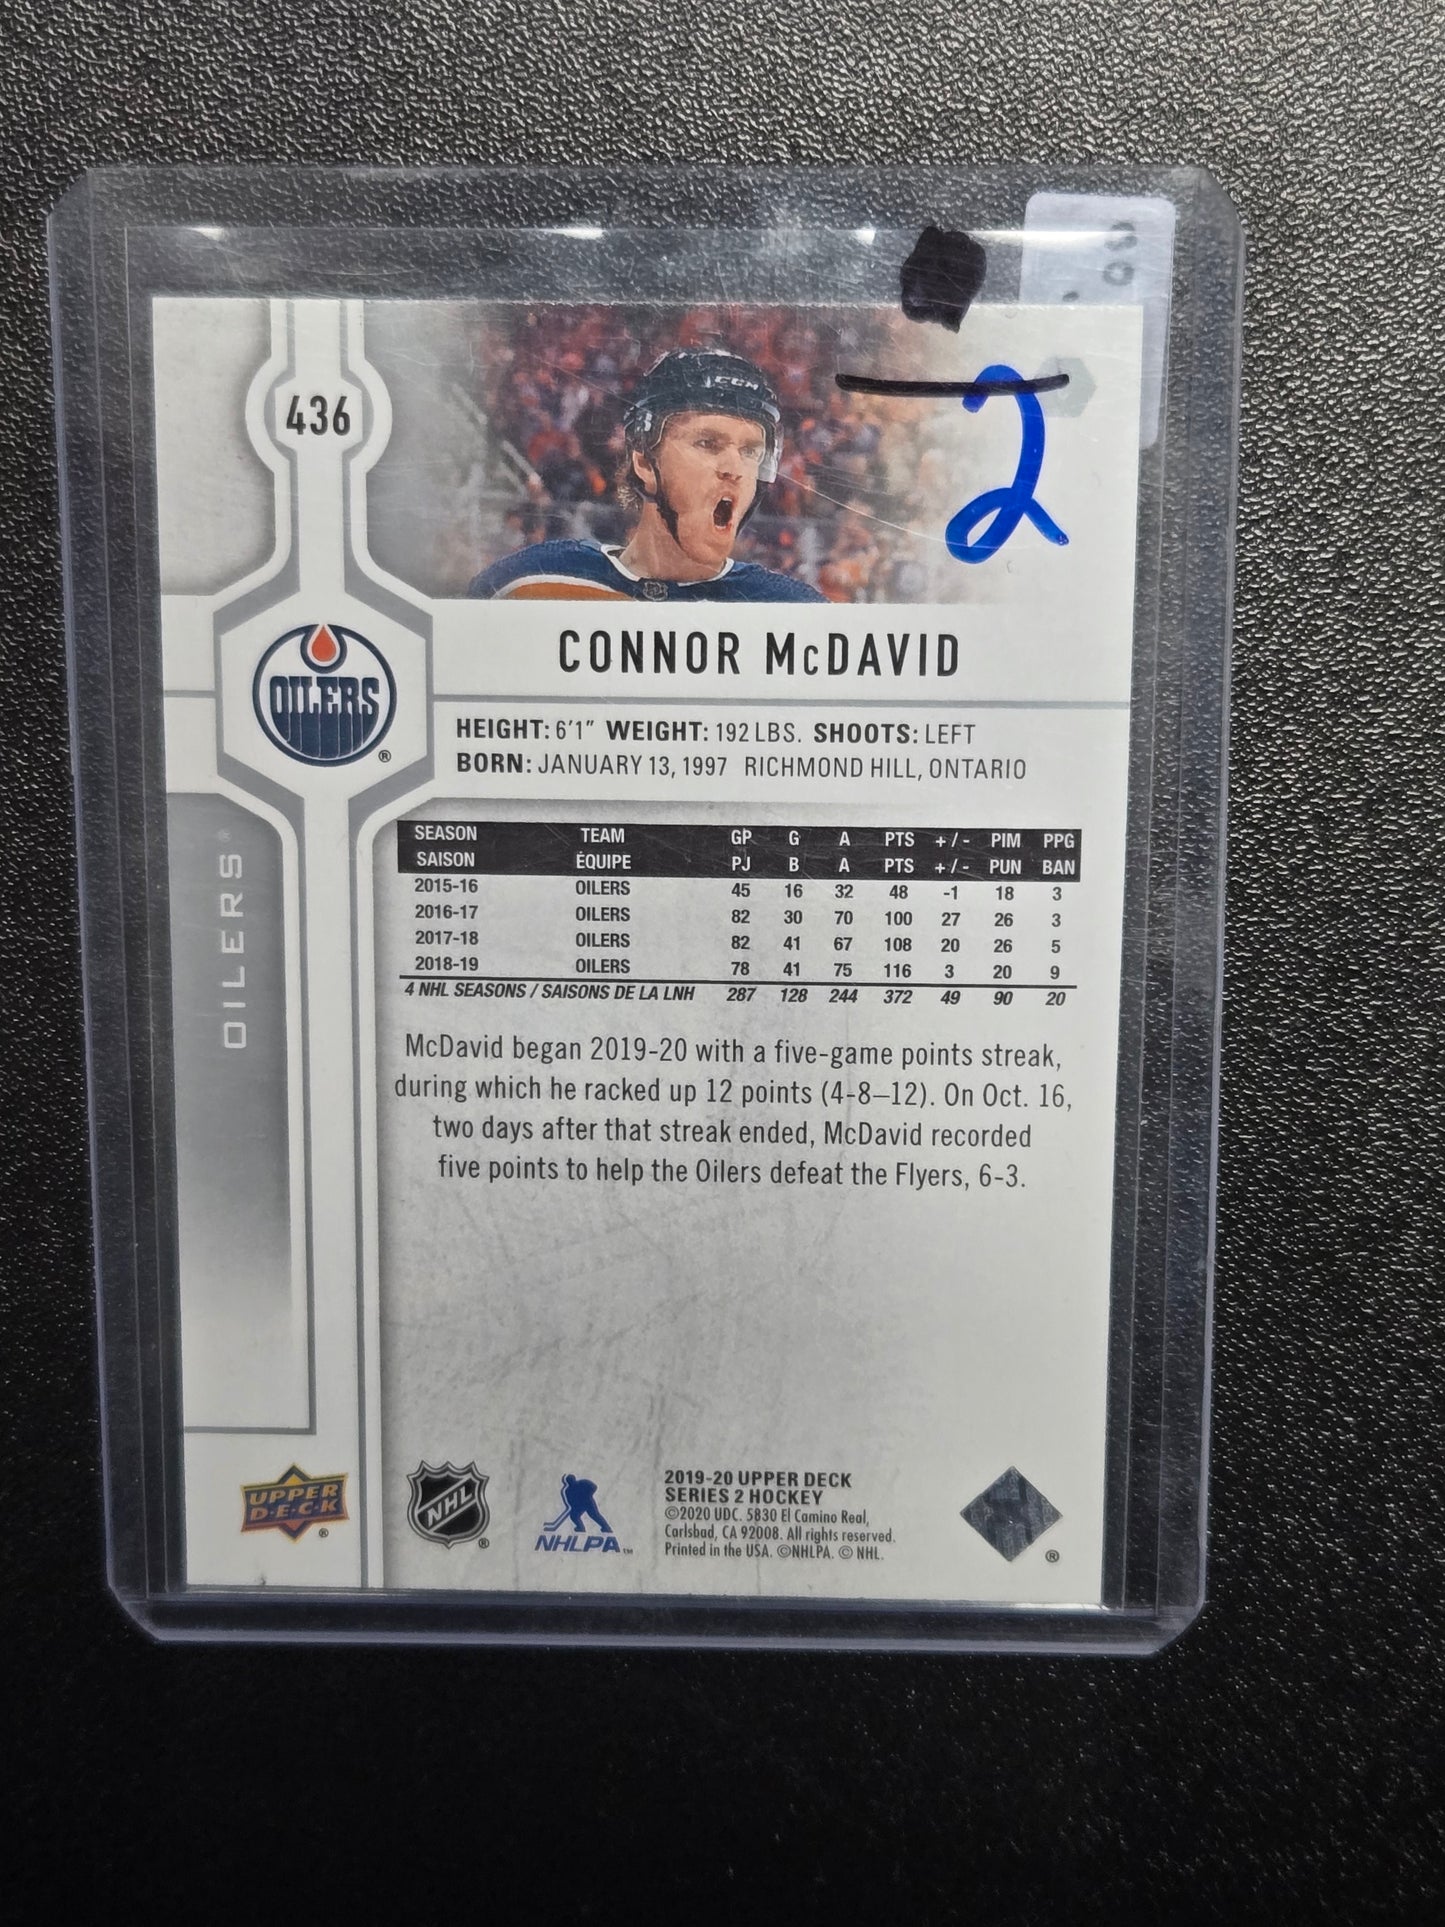 2
436
CCM
CONNOR McDAVID
OILERS
®
HEIGHT: 6'1" WEIGHT: 192 LBS. SHOOTS: LEFT
BORN: JANUARY 13, 1997 RICHMOND HILL, ONTARIO
OILERS®
SEASON TEAM GP G A PTS +/- PIM PPG
SAISON ÉQUIPE PJ B A PTS +/- PUN BAN
2015-16 OILERS 45 16 32 48 -1 18 3
2016-17 OILERS 82 30 70 100 27 26 3
2017-18 OILERS 82 41 67 108 20 26 5
2018-19 OILERS 78 41 75 116 3 20 9
4 NHL SEASONS / SAISONS DE LA LNH 287 128 244 372 49 90 20
McDavid began 2019-20 with a five-game points streak,
during which he racked up 12 points (4-8–12). On Oct. 16,
two days after that streak ended, McDavid recorded
five points to help the Oilers defeat the Flyers, 6-3.
UPPER
D·E·C·K
®
NHL
®
NHLPA™
2019-20 UPPER DECK
SERIES 2 HOCKEY
©2020 UDC. 5830 El Camino Real,
Carlsbad, CA 92008. All rights reserved.
Printed in the USA. ©NHLPA. © NHL.
®